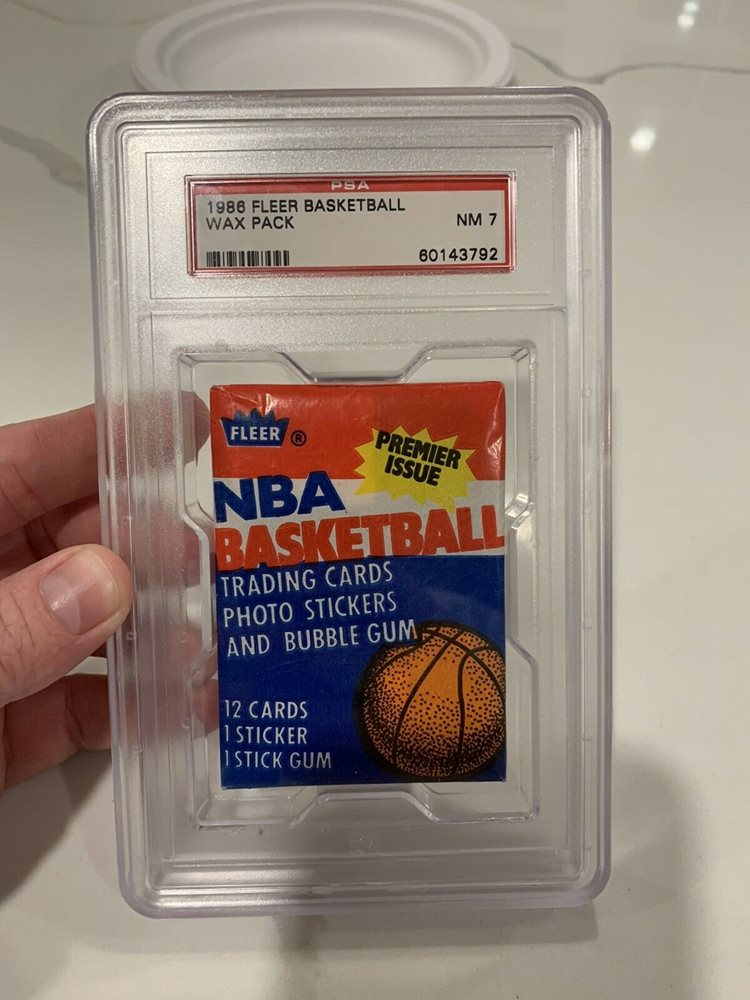 PSA
1986 FLEER BASKETBALL
WAX PACK
NM 7
60143792
FLEER ®
PREMIER
ISSUE
NBA
BASKETBALL
TRADING CARDS
PHOTO STICKERS
AND BUBBLE GUM
12 CARDS
1 STICKER
1 STICK GUM